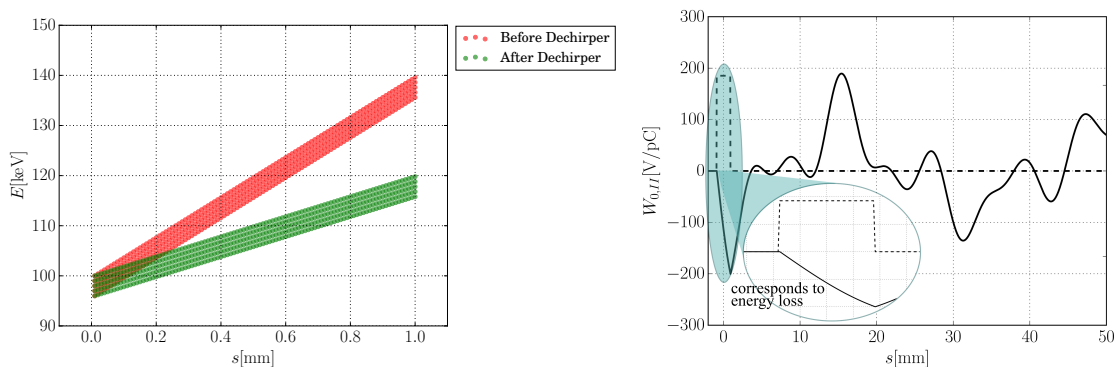 150
140
130
120
110
100
90
E[keV]
0.0 0.2 0.4 0.6 0.8 1.0
s[mm]
Before Dechirper
After Dechirper
300
200
100
0
−100
−200
−300
W0,II[V/pC]
corresponds to
energy loss
0 10 20 30 40 50
s[mm]